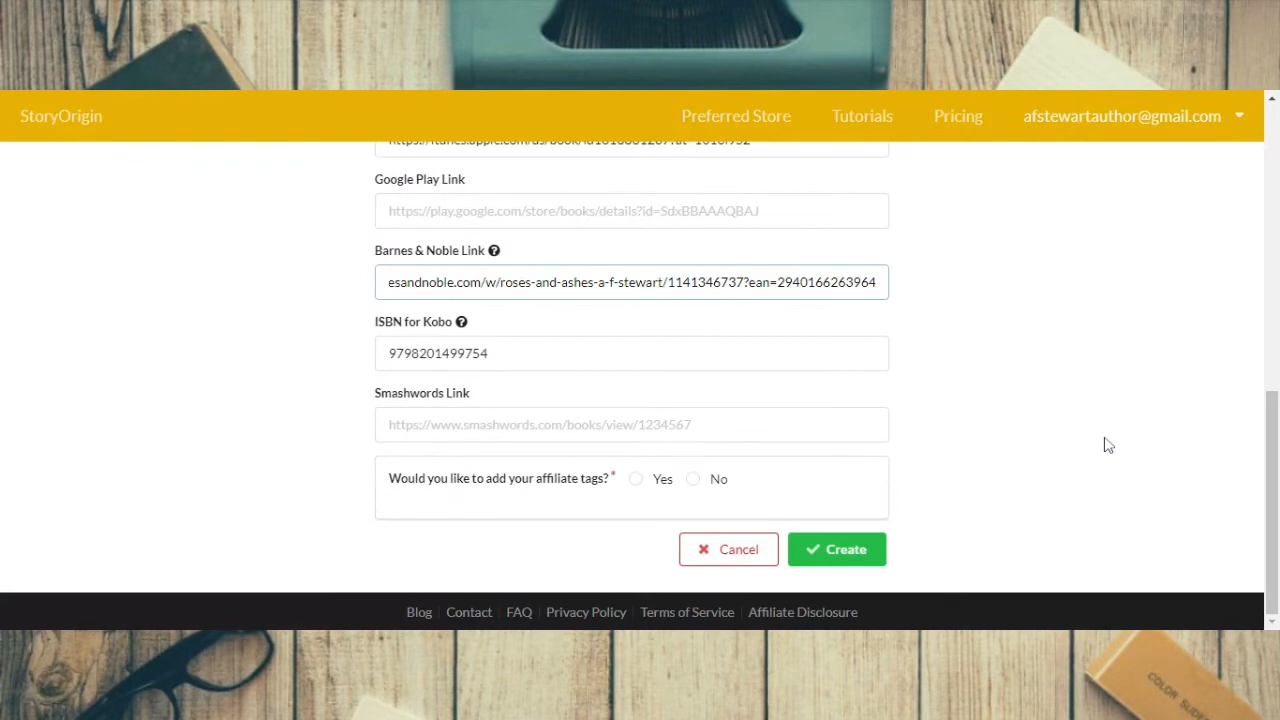 StoryOrigin
Preferred Store
Tutorials
Pricing
afstewartauthor@gmail.com
Google Play Link
https://play.google.com/store/books/details?id=SdxBBAAAQBAJ
Barnes & Noble Link
esandnoble.com/w/roses-and-ashes-a-f-stewart/1141346737?ean=2940166263964
ISBN for Kobo
9798201499754
Smashwords Link
https://www.smashwords.com/books/view/1234567
Would you like to add your affiliate tags?* Yes No
Cancel
Create
Blog
Contact
FAQ
Privacy Policy
Terms of Service
Affiliate Disclosure